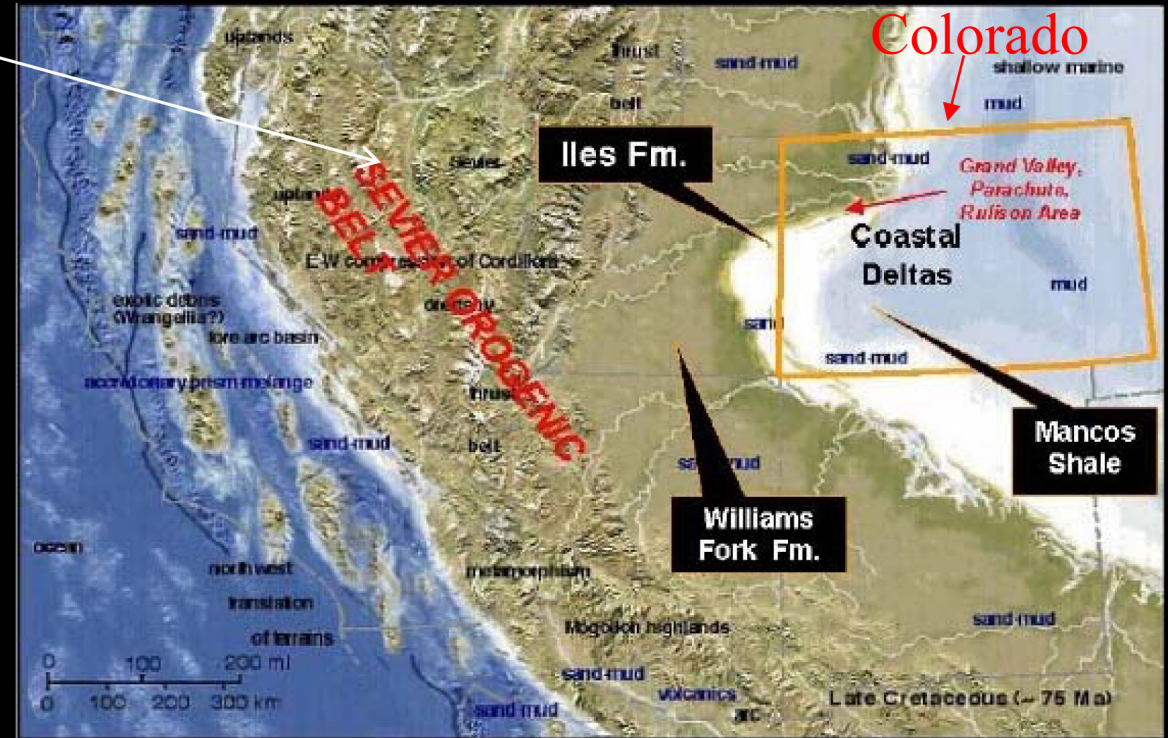 Colorado
uplands
thrust
belt
sand-mud
shallow marine
mud
Iles Fm.
Sevier
sand-mud
Grand Valley,
Parachute,
Rulison Area
SEVIER OROGENIC
BELT
sand-mud
Coastal
Deltas
mud
E-W compression of Cordillera
orogeny
exotic debris
(Wrangellia?)
fore arc basin
sand
sand-mud
accretionary prism-melange
thrust
belt
sand-mud
Mancos
Shale
sand-mud
Williams
Fork Fm.
ocean
northwest
translation
of terrains
metamorphism
Mogollon highlands
sand-mud
sand-mud
volcanics
arc
sand-mud
0 100 200 mi
0 100 200 300 km
Late Cretaceous (~ 75 Ma)